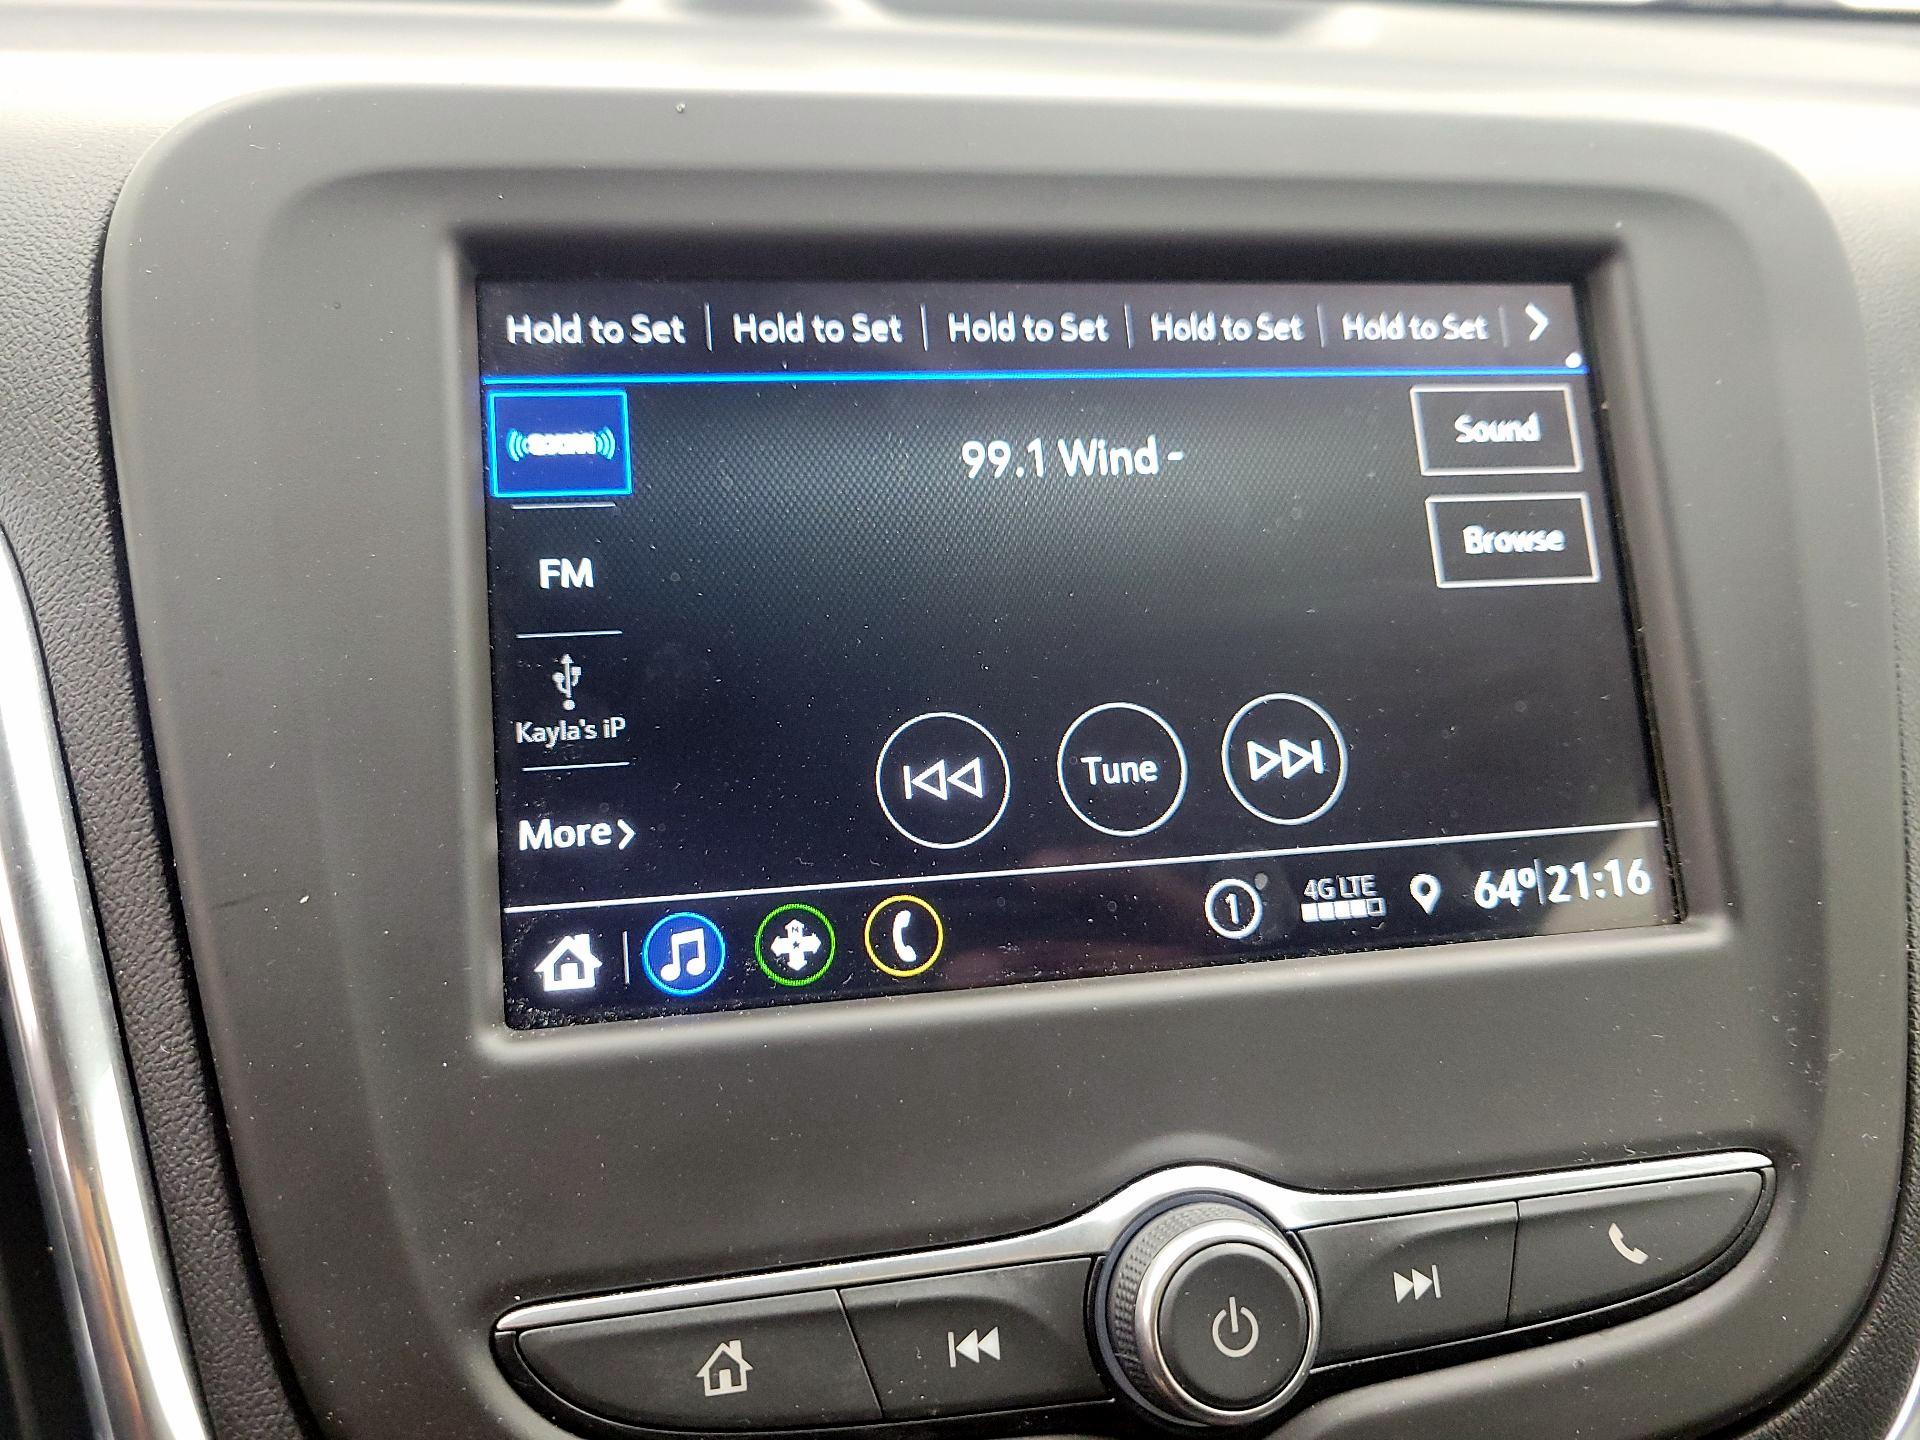 Hold to Set Hold to Set Hold to Set Hold to Set Hold to Set
99.1 Wind -
Sound
Browse
FM
Kayla's iP
More
Tune
1 4G LTE 64° 21:16